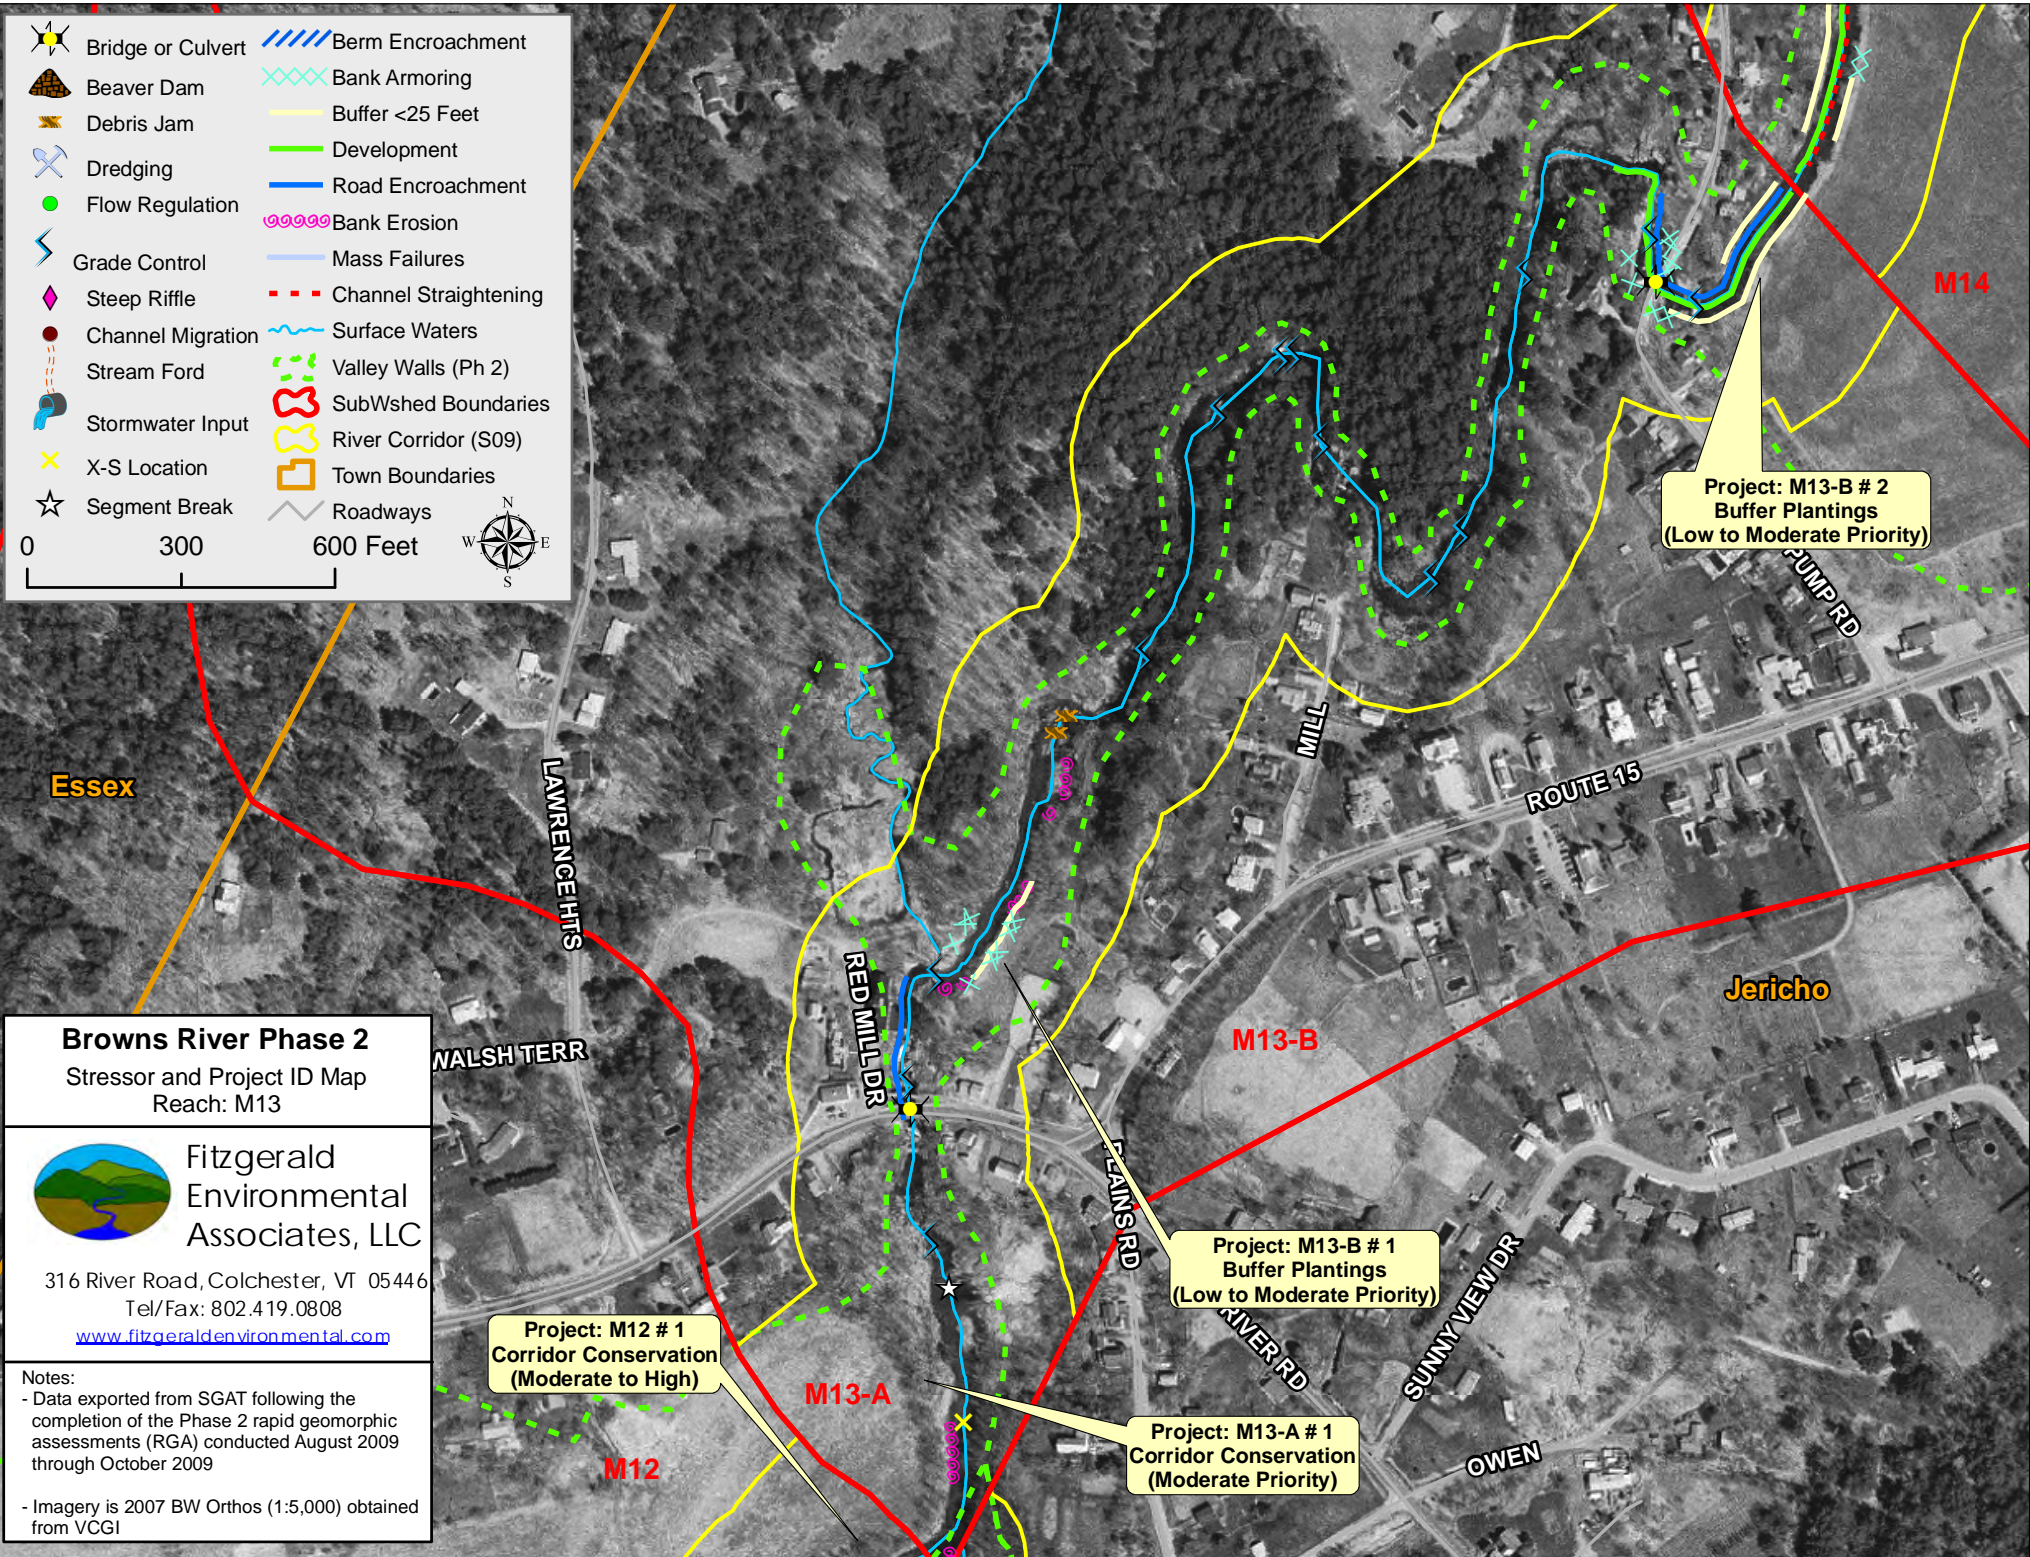 Bridge or Culvert
Beaver Dam
Debris Jam
Dredging
Flow Regulation
Grade Control
Steep Riffle
Channel Migration
Stream Ford
Stormwater Input
X-S Location
Segment Break
Berm Encroachment
Bank Armoring
Buffer <25 Feet
Development
Road Encroachment
Bank Erosion
Mass Failures
Channel Straightening
Surface Waters
Valley Walls (Ph 2)
SubWshed Boundaries
River Corridor (S09)
Town Boundaries
Roadways
N
W E
S
0 300 600 Feet
M14
Project: M13-B # 2
Buffer Plantings
(Low to Moderate Priority)
PUMP RD
MILL
ROUTE 15
Essex
LAWRENCE HTS
RED MILL DR
Jericho
M13-B
WALSH TERR
PLAINS RD
Project: M13-B # 1
Buffer Plantings
(Low to Moderate Priority)
RIVER RD
SUNNY VIEW DR
Project: M12 # 1
Corridor Conservation
(Moderate to High)
M13-A
Project: M13-A # 1
Corridor Conservation
(Moderate Priority)
M12
OWEN
Browns River Phase 2
Stressor and Project ID Map
Reach: M13
Fitzgerald
Environmental
Associates, LLC
316 River Road, Colchester, VT 05446
Tel/Fax: 802.419.0808
www.fitzgeraldenvironmental.com
Notes:
- Data exported from SGAT following the
completion of the Phase 2 rapid geomorphic
assessments (RGA) conducted August 2009
through October 2009
- Imagery is 2007 BW Orthos (1:5,000) obtained
from VCGI